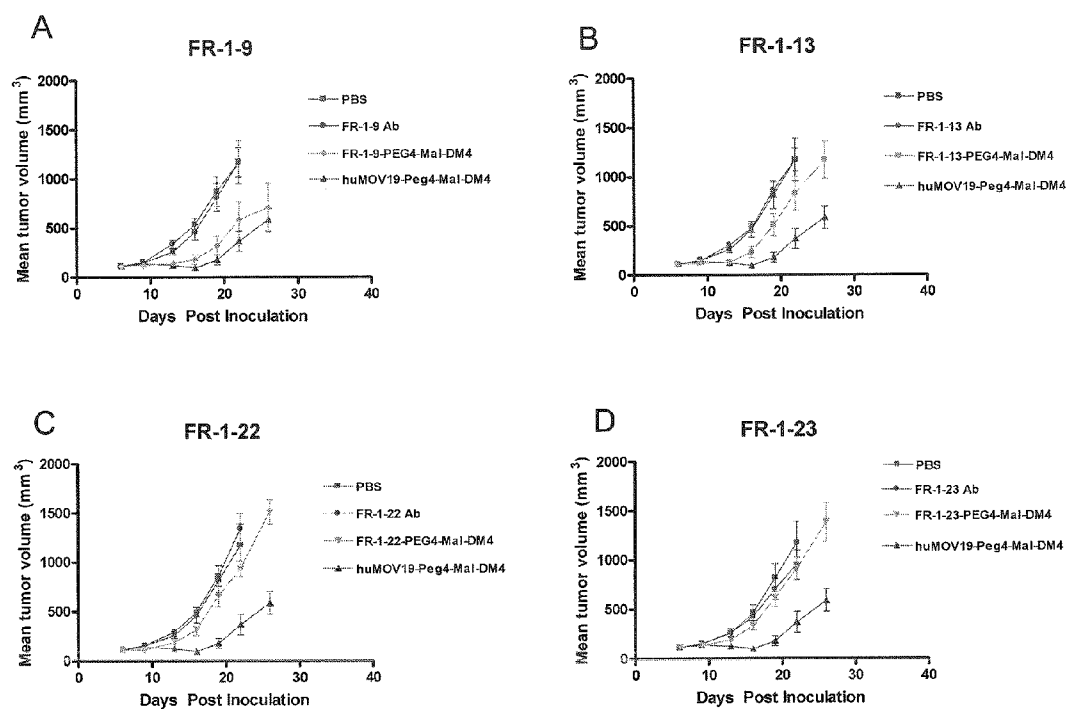 A
FR-1-9
Mean tumor volume (mm3)
2000
1500
1000
500
0
0 10 20 30 40
Days Post Inoculation
PBS
FR-1-9 Ab
FR-1-9-PEG4-Mal-DM4
huMOV19-Peg4-Mal-DM4
B
FR-1-13
Mean tumor volume (mm3)
2000
1500
1000
500
0
0 10 20 30 40
Days Post Inoculation
PBS
FR-1-13 Ab
FR-1-13-PEG4-Mal-DM4
huMOV19-Peg4-Mal-DM4
C
FR-1-22
Mean tumor volume (mm3)
2000
1500
1000
500
0
0 10 20 30 40
Days Post Inoculation
PBS
FR-1-22 Ab
FR-1-22-PEG4-Mal-DM4
huMOV19-Peg4-Mal-DM4
D
FR-1-23
Mean tumor volume (mm3)
2000
1500
1000
500
0
0 10 20 30 40
Days Post Inoculation
PBS
FR-1-23 Ab
FR-1-23-PEG4-Mal-DM4
huMOV19-Peg4-Mal-DM4